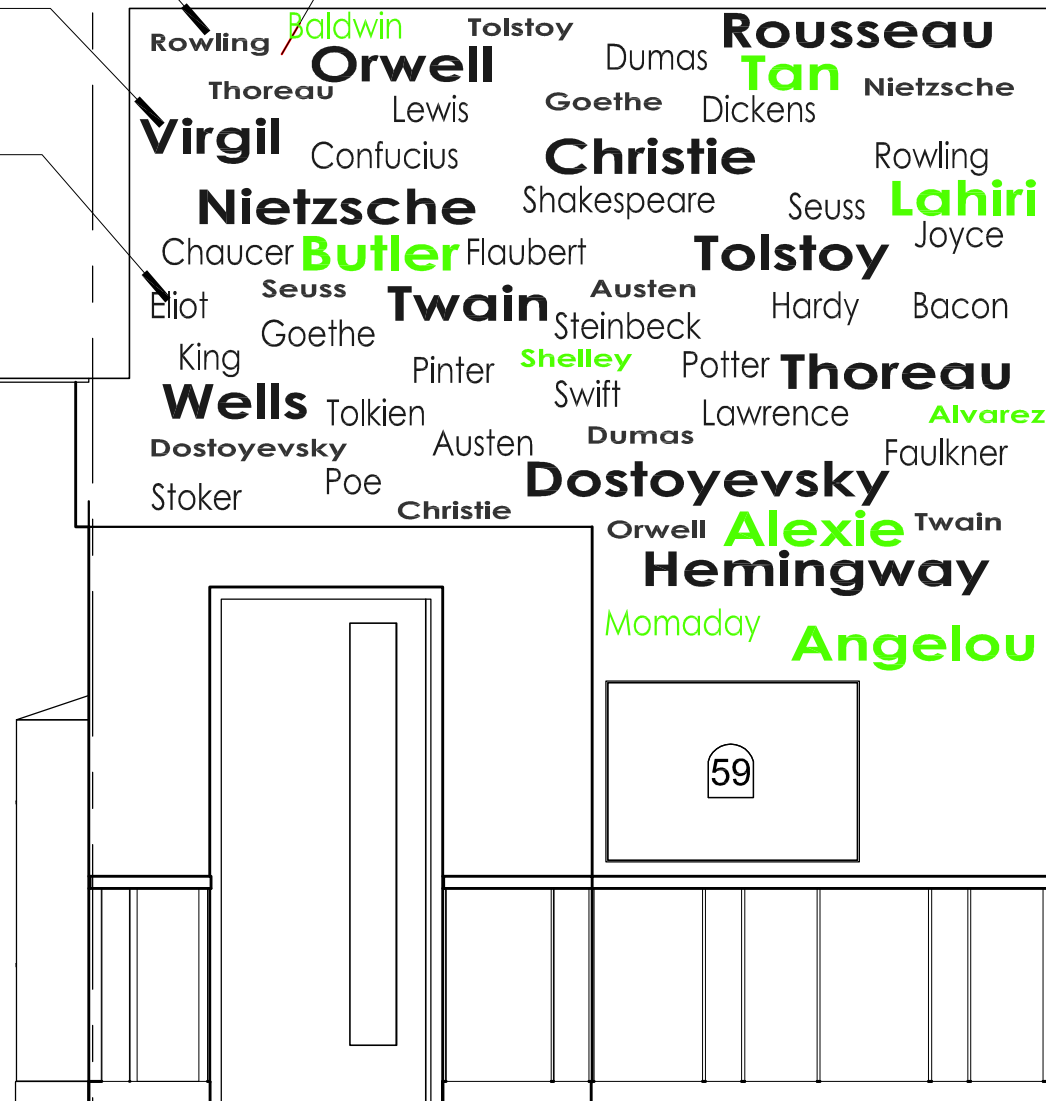 Baldwin
Tolstoy
Rousseau
Rowling
Orwell
Dumas
Tan
Thoreau
Nietzsche
Lewis
Goethe
Dickens
Virgil
Confucius
Christie
Rowling
Nietzsche
Shakespeare
Seuss
Lahiri
Chaucer
Butler
Flaubert
Tolstoy
Joyce
Eliot
Seuss
Twain
Austen
Hardy
Bacon
Goethe
Steinbeck
King
Pinter
Shelley
Potter
Thoreau
Wells
Tolkien
Swift
Lawrence
Alvarez
Dostoyevsky
Austen
Dumas
Faulkner
Stoker
Poe
Dostoyevsky
Christie
Orwell
Alexie
Twain
Hemingway
Momaday
Angelou
59